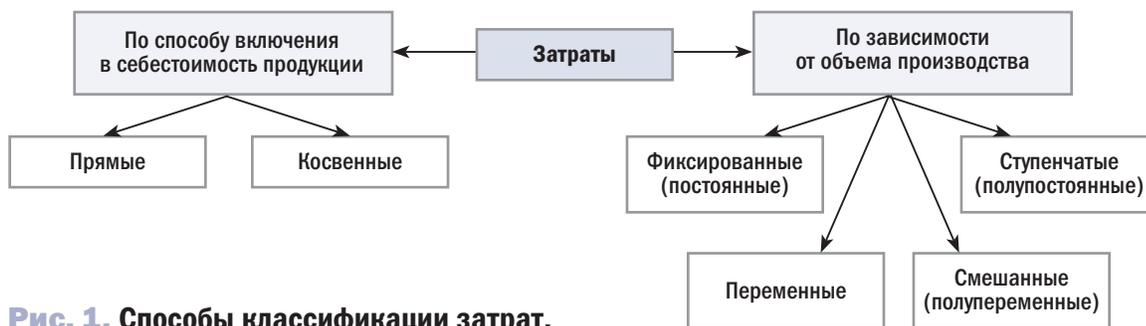 По способу включения
в себестоимость продукции
Затраты
По зависимости
от объема производства
Прямые
Косвенные
Фиксированные
(постоянные)
Ступенчатые
(полупостоянные)
Переменные
Смешанные
(полупеременные)
Рис. 1. Способы классификации затрат.